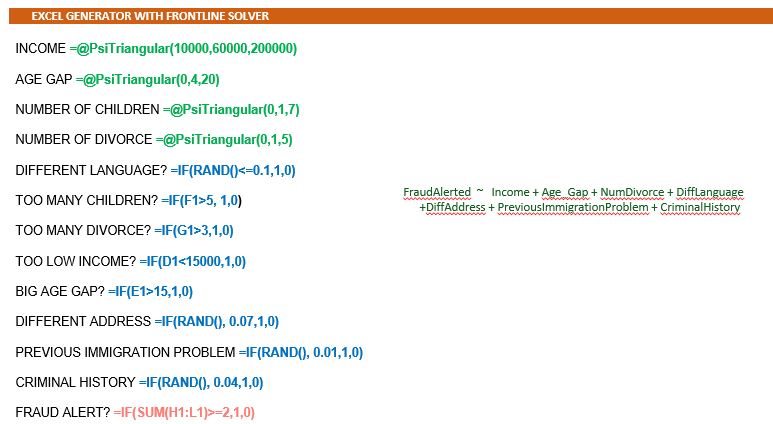 EXCEL GENERATOR WITH FRONTLINE SOLVER
INCOME =@PsiTriangular(10000,60000,200000)
AGE GAP =@PsiTriangular(0,4,20)
NUMBER OF CHILDREN =@PsiTriangular(0,1,7)
NUMBER OF DIVORCE =@PsiTriangular(0,1,5)
DIFFERENT LANGUAGE? =IF(RAND()<=0.1,1,0)
TOO MANY CHILDREN? =IF(F1>5, 1,0)
TOO MANY DIVORCE? =IF(G1>3,1,0)
TOO LOW INCOME? =IF(D1<15000,1,0)
BIG AGE GAP? =IF(E1>15,1,0)
DIFFERENT ADDRESS =IF(RAND(), 0.07,1,0)
PREVIOUS IMMIGRATION PROBLEM =IF(RAND(), 0.01,1,0)
CRIMINAL HISTORY =IF(RAND(), 0.04,1,0)
FRAUD ALERT? =IF(SUM(H1:L1)>=2,1,0)
FraudAlerted ~ Income + Age_Gap + NumDivorce + DiffLanguage
+DiffAddress + PreviousImmigrationProblem + CriminalHistory